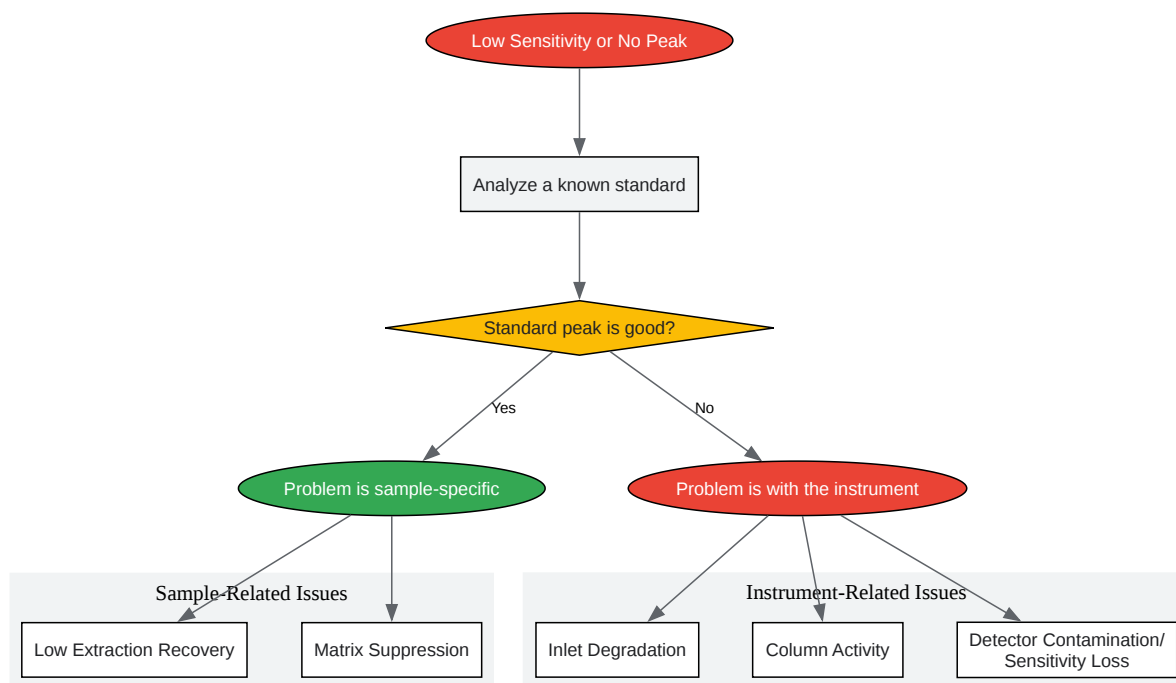 Low Sensitivity or No Peak
Analyze a known standard
Standard peak is good?
Yes
No
Problem is sample-specific
Problem is with the instrument
Sample-Related Issues
Instrument-Related Issues
Low Extraction Recovery
Matrix Suppression
Inlet Degradation
Column Activity
Detector Contamination/
Sensitivity Loss